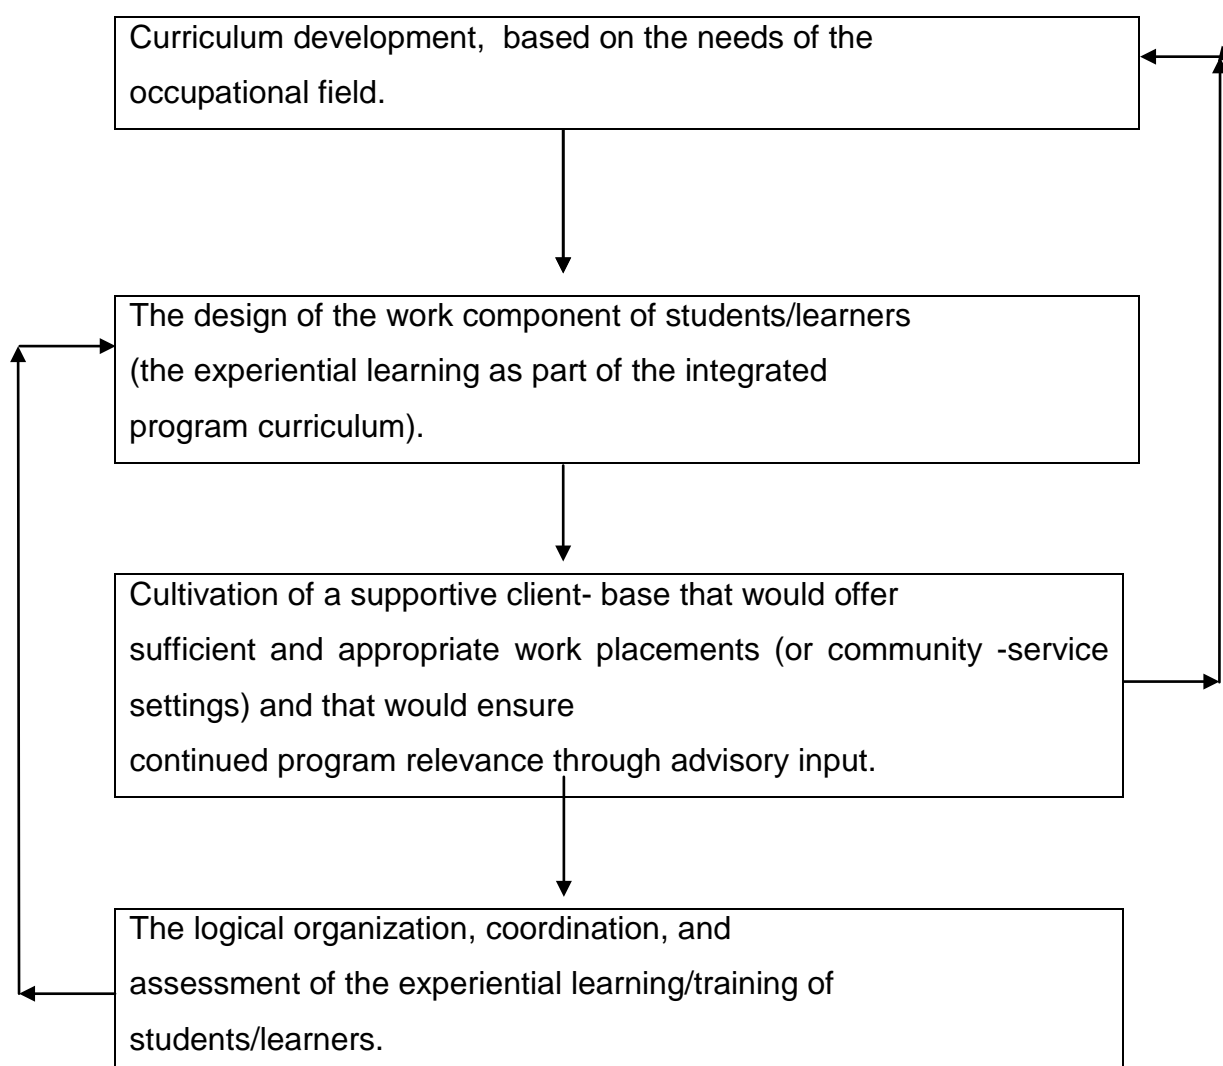 Curriculum development,  based on the needs of the
occupational field.
The design of the work component of students/learners
(the experiential learning as part of the integrated
program curriculum).
Cultivation of a supportive client- base that would offer
sufficient and appropriate work placements (or community -service
settings) and that would ensure
continued program relevance through advisory input.
The logical organization, coordination, and
assessment of the experiential learning/training of
students/learners.